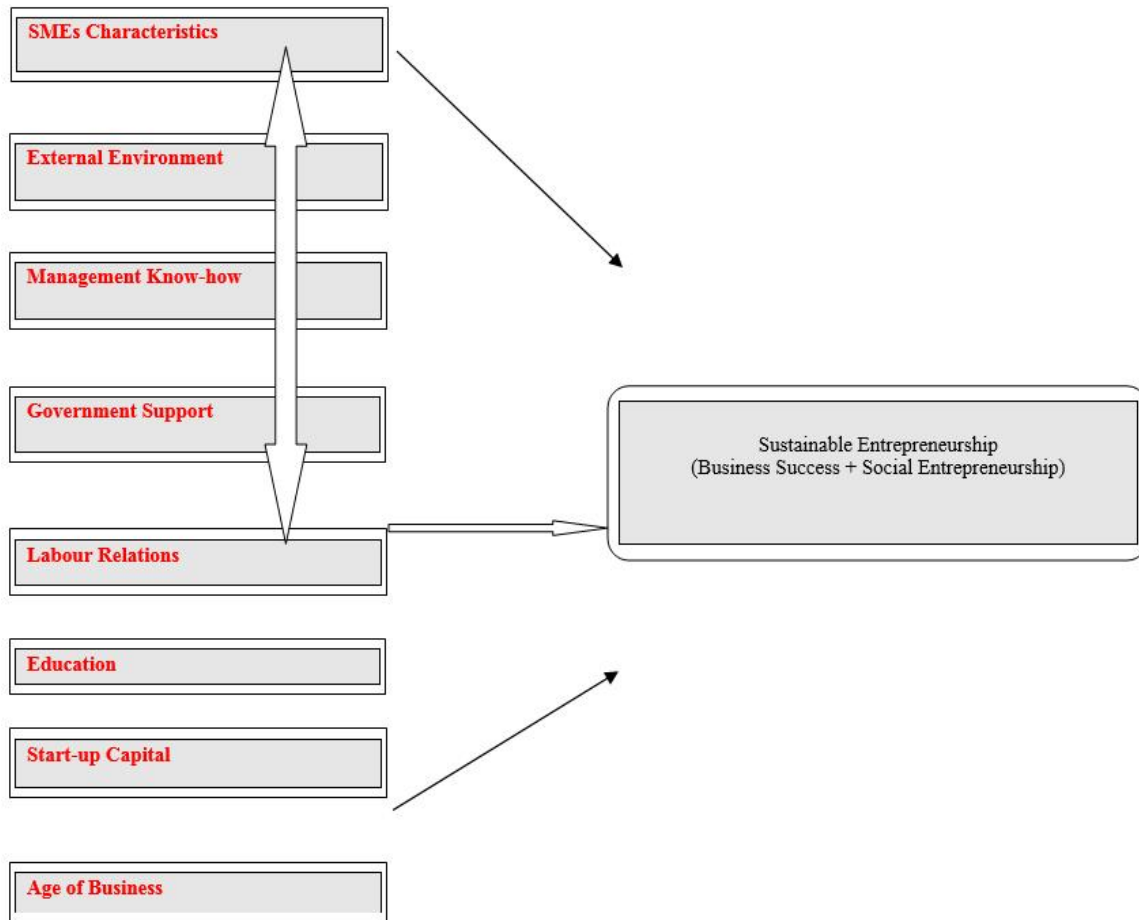 SMEs Characteristics
External Environment
Management Know-how
Government Support
Sustainable Entrepreneurship
(Business Success + Social Entrepreneurship)
Labour Relations
Education
Start-up Capital
Age of Business